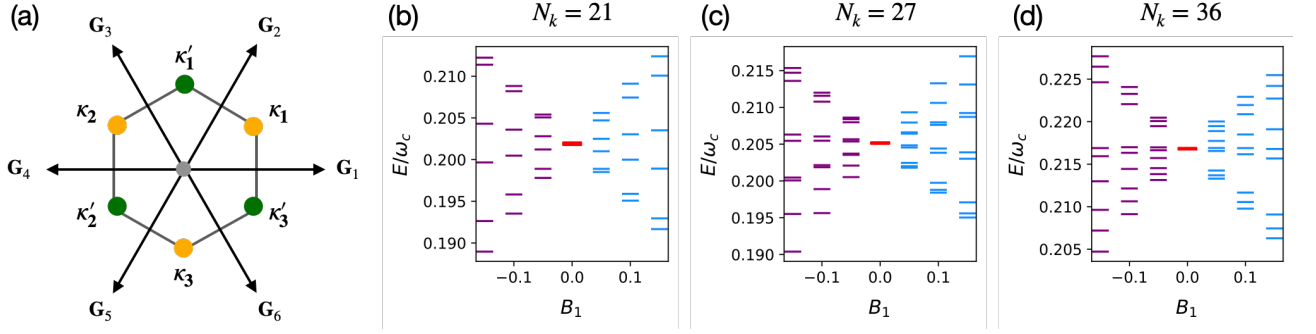 (a)
G₃
G₂
κ′₁
κ₂
κ₁
G₄
G₁
κ′₂
κ′₃
κ₃
G₅
G₆
(b)
N_k = 21
E/ω_c
0.210
0.205
0.200
0.195
0.190
−0.1
0.0
0.1
B₁
(c)
N_k = 27
E/ω_c
0.215
0.210
0.205
0.200
0.195
0.190
−0.1
0.0
0.1
B₁
(d)
N_k = 36
E/ω_c
0.225
0.220
0.215
0.210
0.205
−0.1
0.0
0.1
B₁